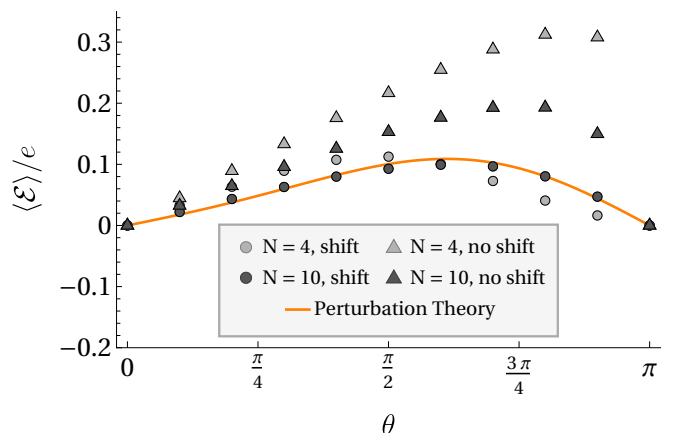 0.3
0.2
0.1
0
−0.1
−0.2
⟨ℰ⟩/e
N = 4, shift
N = 4, no shift
N = 10, shift
N = 10, no shift
Perturbation Theory
0
π/4
π/2
3 π/4
π
θ